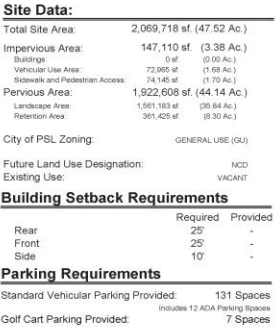 Site Data:
Total Site Area: 2,069,718 sf. (47.52 Ac.)
Impervious Area: 147,110 sf. (3.38 Ac.)
Buildings: 0 sf. (0.00 Ac.)
Vehicular Use Area: 72,965 sf. (1.68 Ac.)
Sidewalk and Pedestrian Access: 74,145 sf. (1.70 Ac.)
Pervious Area: 1,922,608 sf. (44.14 Ac.)
Landscape Area: 1,561,183 sf. (35.84 Ac.)
Retention Area: 361,425 sf. (8.30 Ac.)
City of PSL Zoning: GENERAL USE (GU)
Future Land Use Designation: NCD
Existing Use: VACANT
Building Setback Requirements
Required Provided
Rear 25' -
Front 25' -
Side 10' -
Parking Requirements
Standard Vehicular Parking Provided: 131 Spaces
Includes 12 ADA Parking Spaces
Golf Cart Parking Provided: 7 Spaces